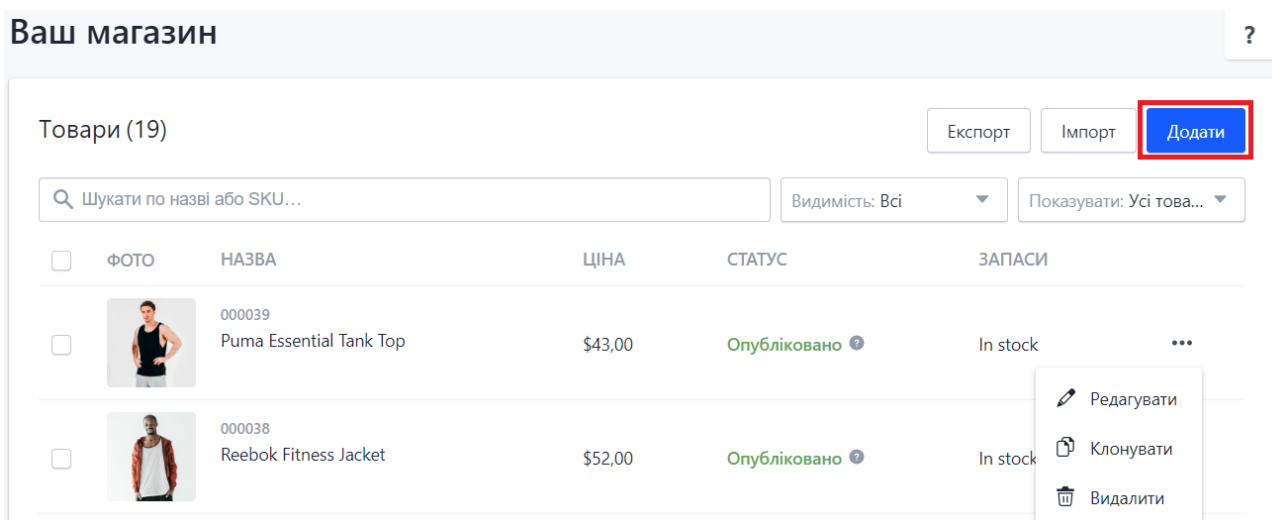 Ваш магазин
?
Товари (19)
Експорт
Імпорт
Додати
Шукати по назві або SKU...
Видимість: Всі
Показувати: Усі това...
ФОТО НАЗВА ЦІНА СТАТУС ЗАПАСИ
000039
Puma Essential Tank Top $43,00 Опубліковано ? In stock
Редагувати
000038
Reebok Fitness Jacket $52,00 Опубліковано ? In stock
Клонувати
Видалити